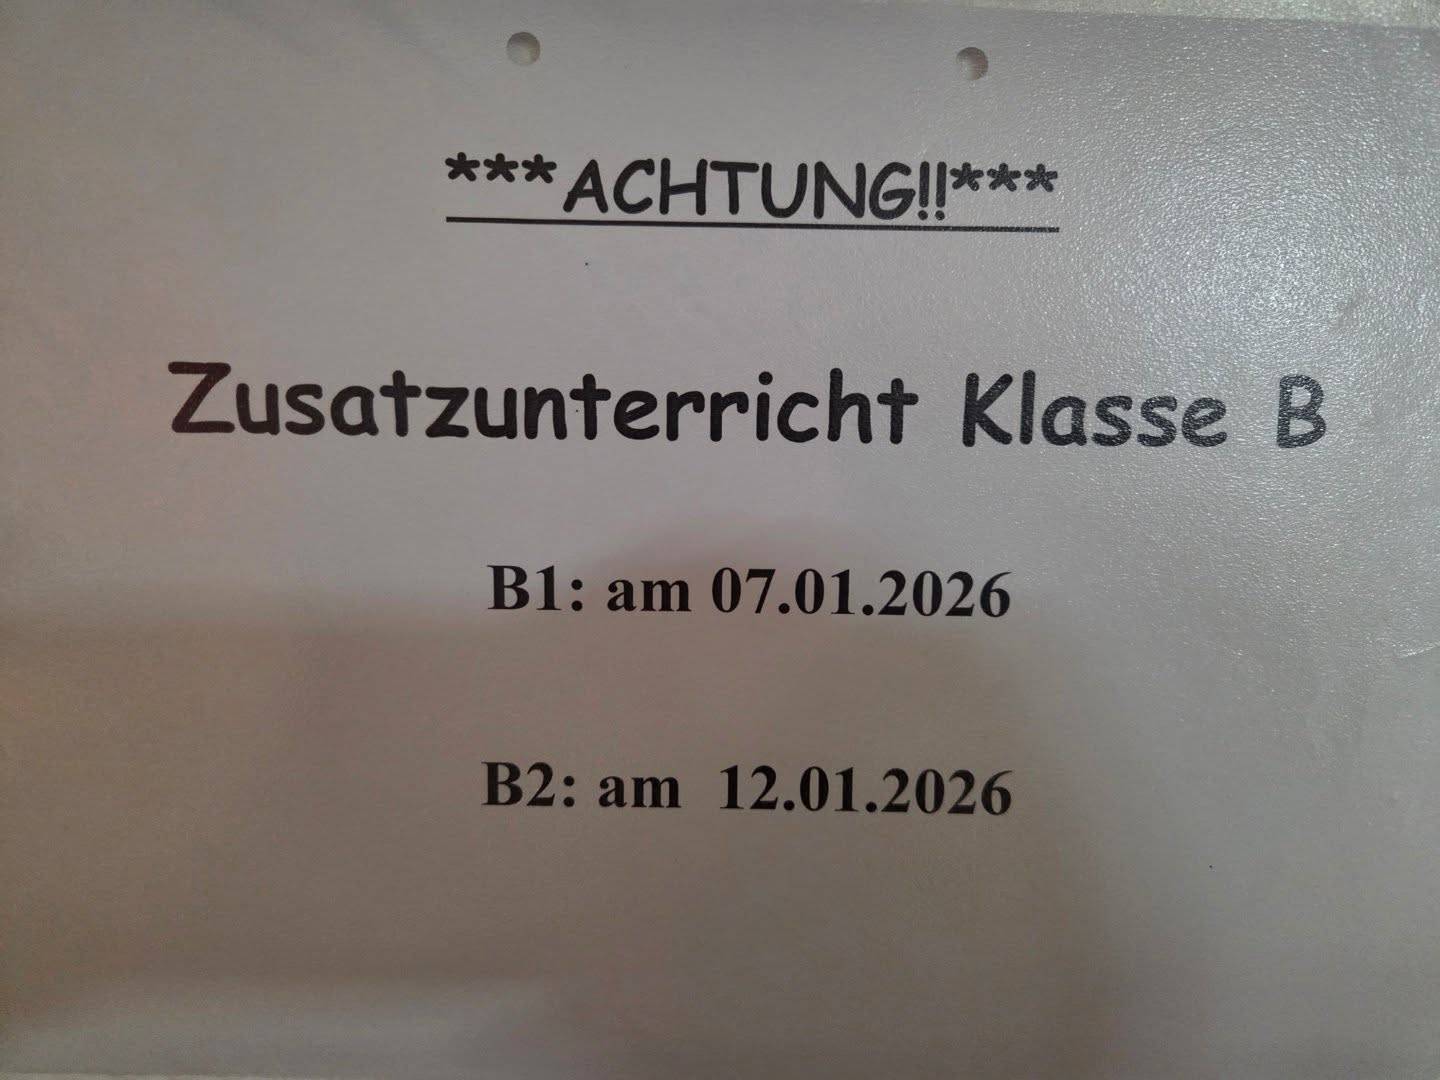 ***ACHTUNG!!***
Zusatzunterricht Klasse B
B1: am 07.01.2026
B2: am 12.01.2026